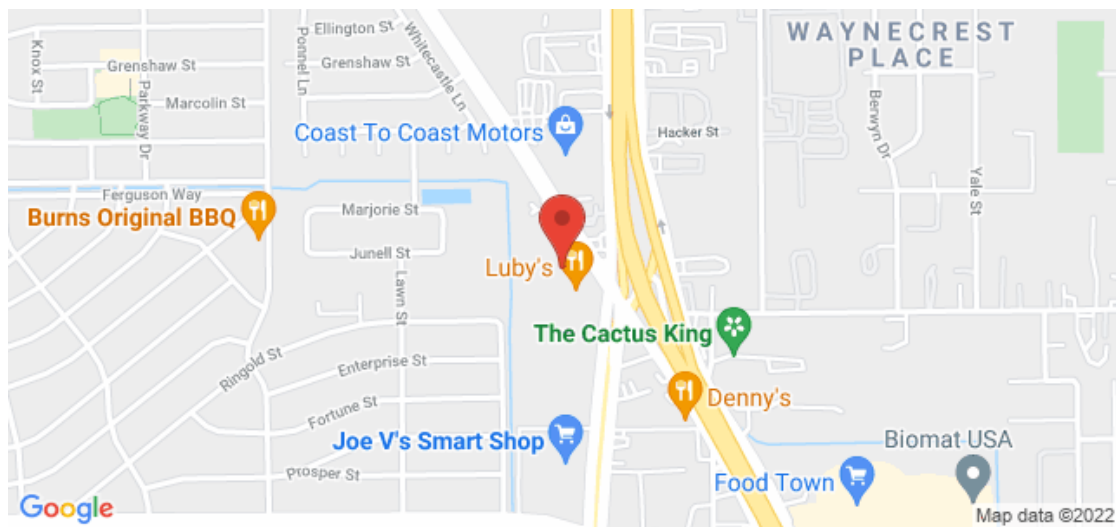 Ellington St
WAYNECREST
PLACE
Knox St
Grenshaw St
Parkway Dr
Ponnel Ln
Grenshaw St
Whitecastle Ln
Marcolin St
Coast To Coast Motors
Hacker St
Berwyn Dr
Yale St
Ferguson Way
Burns Original BBQ
Marjorie St
Junell St
Luby's
Lawn St
The Cactus King
Ringold St
Enterprise St
Fortune St
Denny's
Joe V's Smart Shop
Biomat USA
Prosper St
Food Town
Google
Map data ©2022